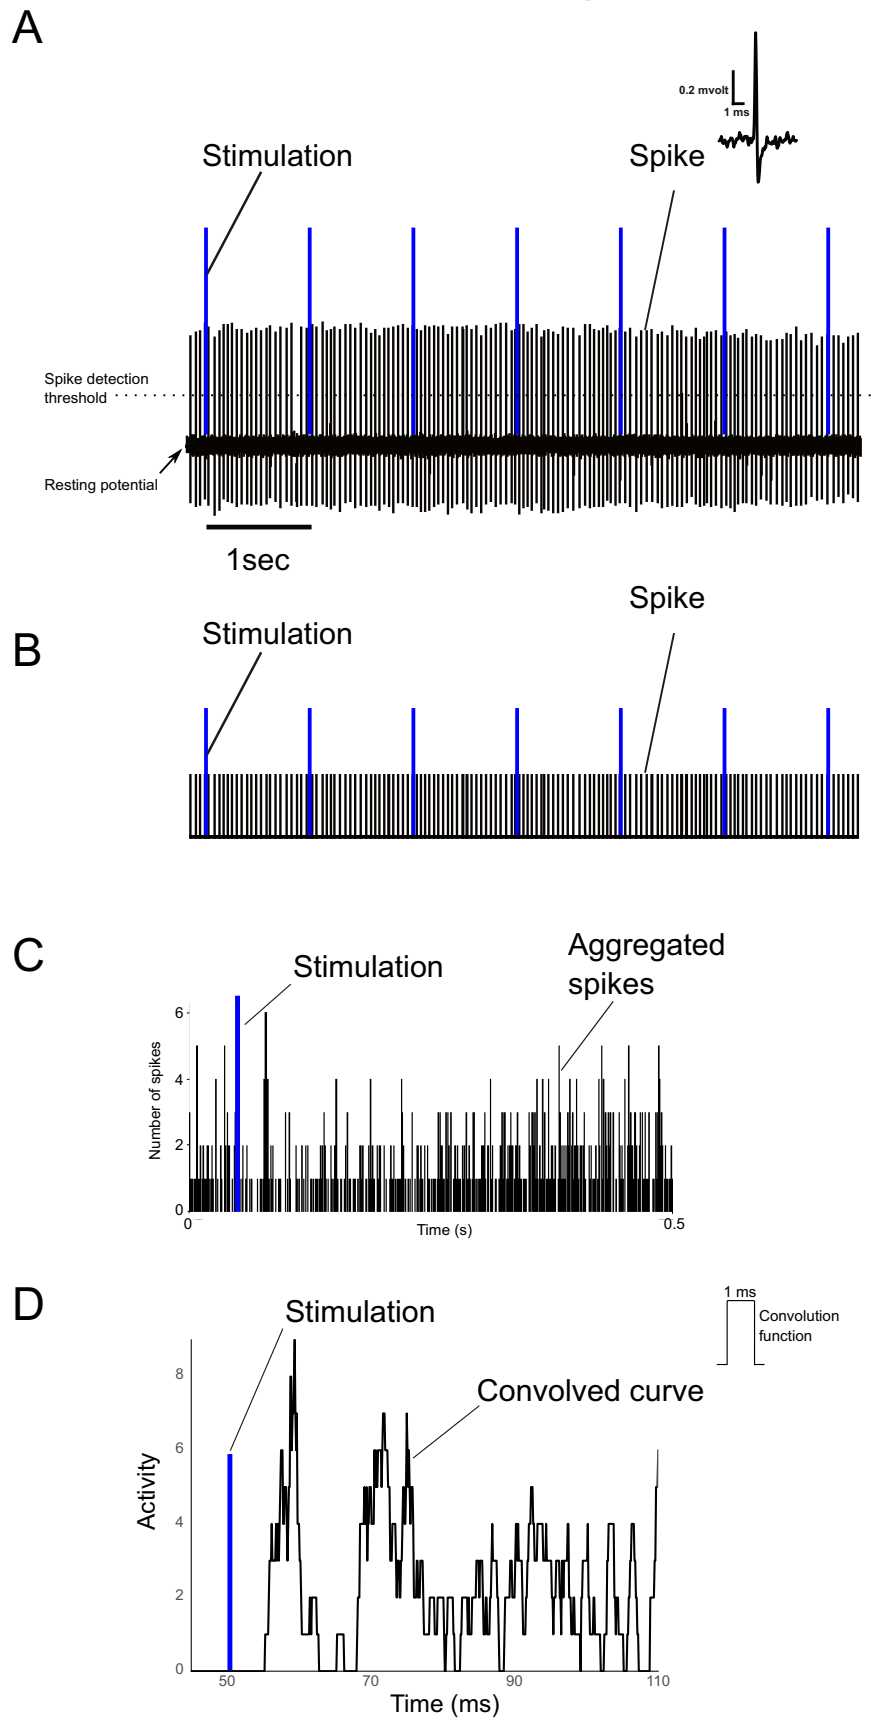 A
0.2 mvolt
1 ms
Stimulation
Spike
Spike detection
threshold
Resting potential
1sec
Spike
Stimulation
B
C
Aggregated
spikes
Stimulation
Number of spikes
6
4
2
0
0
0.5
Time (s)
D
1 ms
Convolution
function
Stimulation
Convolved curve
Activity
8
6
4
2
0
50
70
90
110
Time (ms)